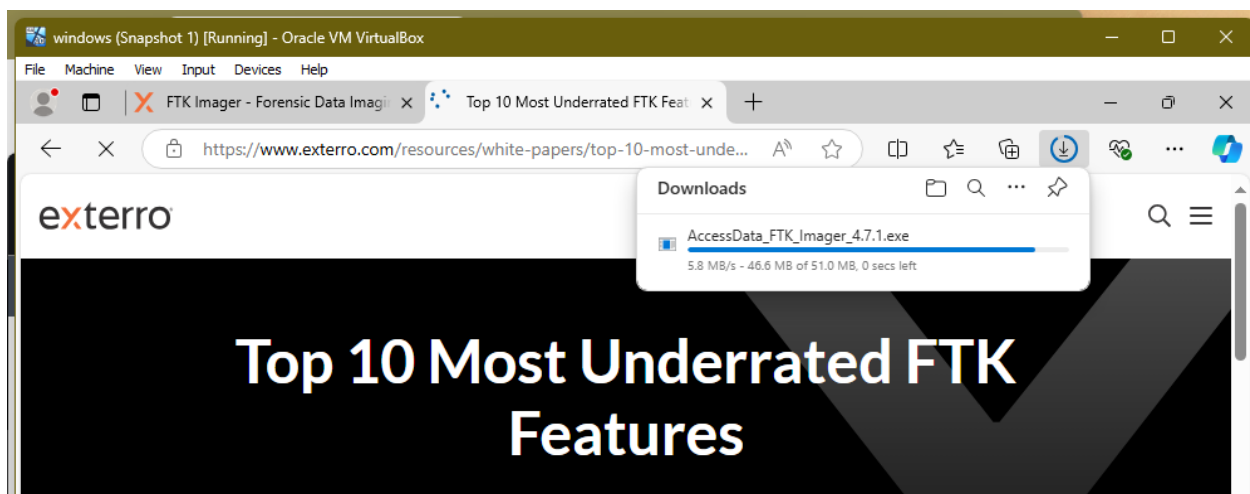 windows (Snapshot 1) [Running] - Oracle VM VirtualBox
File Machine View Input Devices Help
FTK Imager - Forensic Data Imagi
Top 10 Most Underrated FTK Feat
https://www.exterro.com/resources/white-papers/top-10-most-unde...
Downloads
AccessData_FTK_Imager_4.7.1.exe
5.8 MB/s - 46.6 MB of 51.0 MB, 0 secs left
exterro
Top 10 Most Underrated FTK
Features